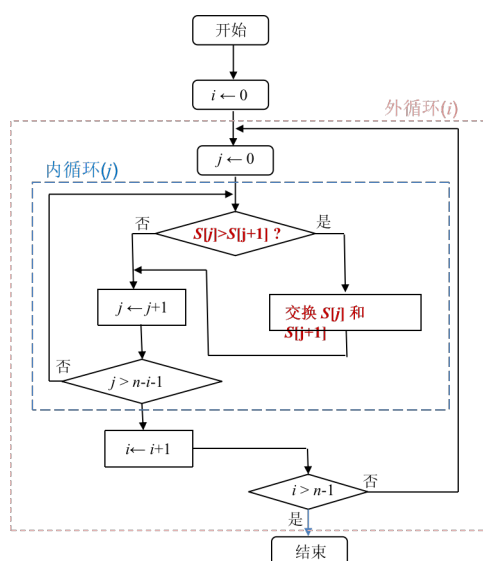 开始
i ← 0
外循环(i)
j ← 0
内循环(j)
否
S[j]>S[j+1] ?
是
j ←j+1
交换 S[j] 和
S[j+1]
否
j > n-i-1
i← i+1
i > n-1
否
是
结束